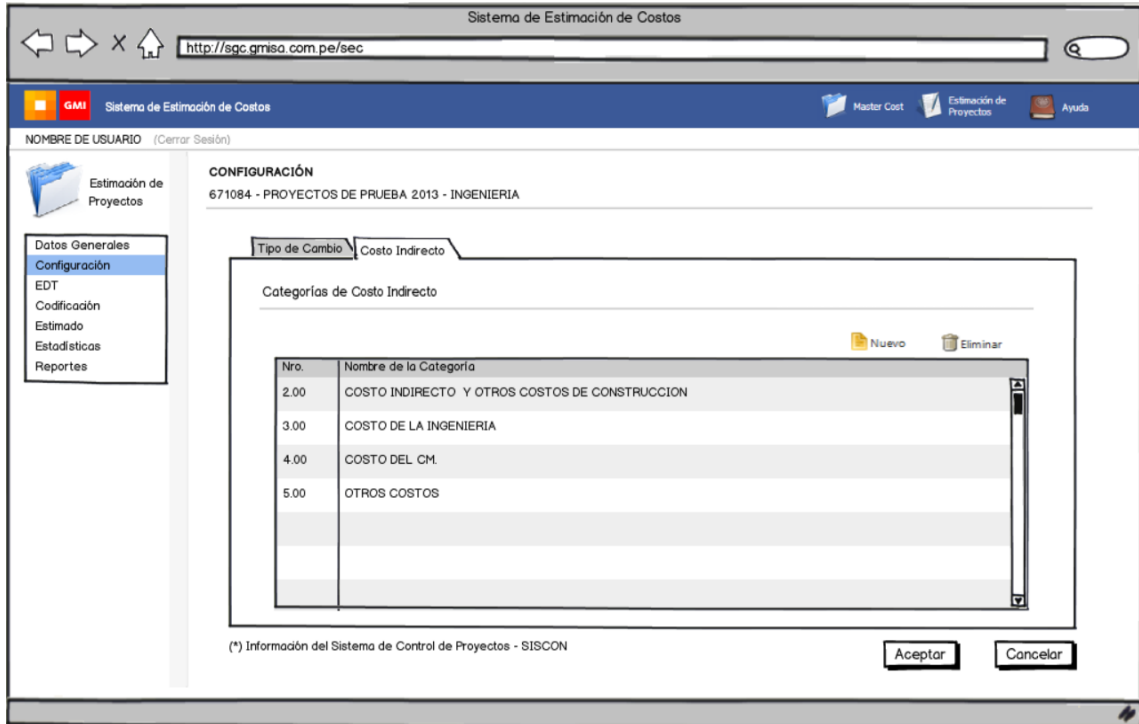 Sistema de Estimación de Costos
http://sgc.gmisa.com.pe/sec
GMI Sistema de Estimación de Costos
Master Cost
Estimación de
Proyectos
Ayuda
NOMBRE DE USUARIO (Cerrar Sesión)
Estimación de
Proyectos
Datos Generales
Configuración
EDT
Codificación
Estimado
Estadísticas
Reportes
CONFIGURACIÓN
671084 - PROYECTOS DE PRUEBA 2013 - INGENIERIA
Tipo de Cambio Costo Indirecto
Categorías de Costo Indirecto
Nuevo Eliminar
Nro. Nombre de la Categoría
2.00 COSTO INDIRECTO Y OTROS COSTOS DE CONSTRUCCION
3.00 COSTO DE LA INGENIERIA
4.00 COSTO DEL CM.
5.00 OTROS COSTOS
(*) Información del Sistema de Control de Proyectos - SISCON
Aceptar Cancelar